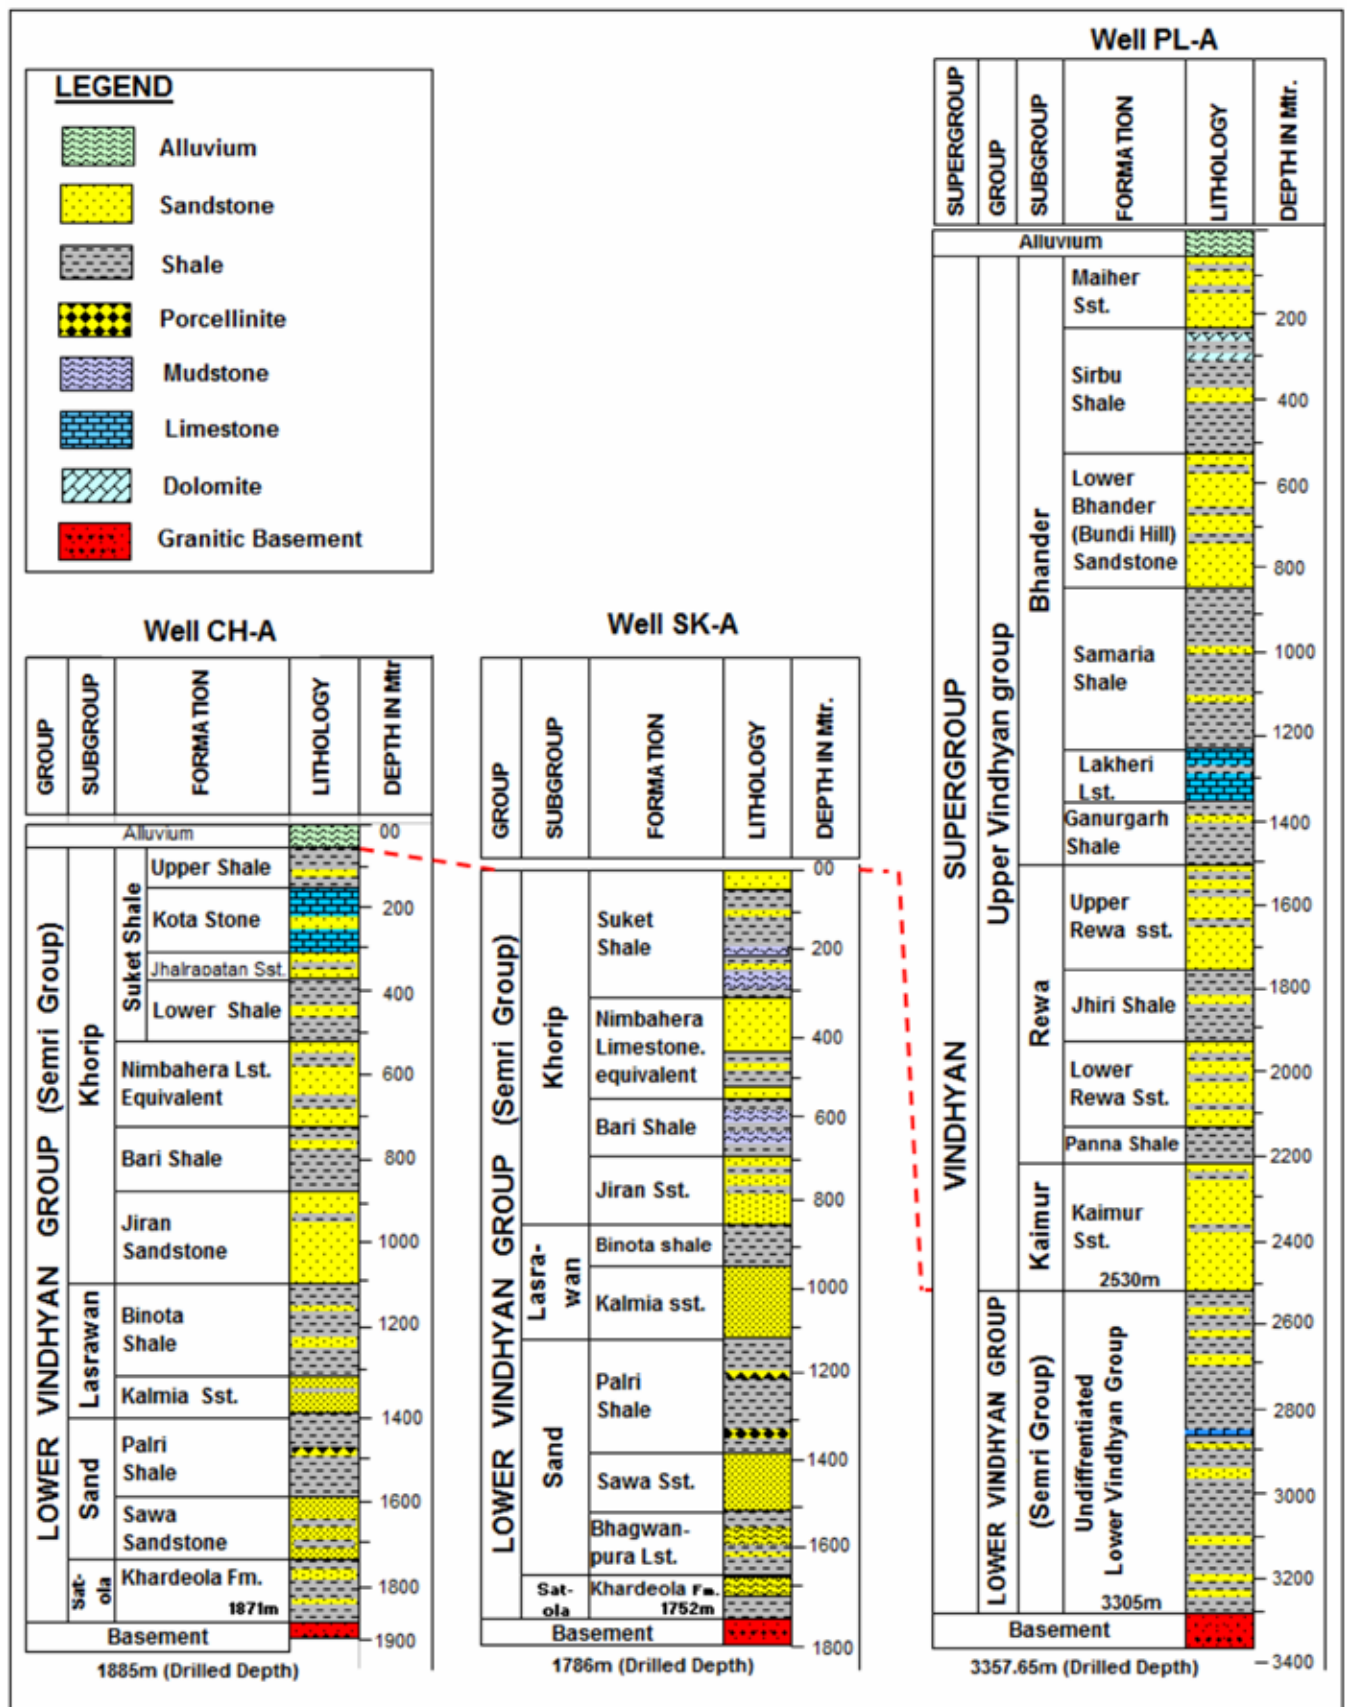 LEGEND
Alluvium
Sandstone
Shale
Porcellinite
Mudstone
Limestone
Dolomite
Granitic Basement
Well CH-A
GROUP
SUBGROUP
FORMATION
LITHOLOGY
DEPTH IN Mtr
Alluvium
LOWER VINDHYAN GROUP (Semri Group)
Khorip
Suket Shale
Upper Shale
Kota Stone
Jhalrapatan Sst.
Lower Shale
Nimbahera Lst.
Equivalent
Bari Shale
Jiran
Sandstone
Lasrawan
Binota
Shale
Kalmia Sst.
Sand
Palri
Shale
Sawa
Sandstone
Sat-
ola
Khardeola Fm.
1871m
Basement
00
200
400
600
800
1000
1200
1400
1600
1800
1900
1885m (Drilled Depth)
Well SK-A
GROUP
SUBGROUP
FORMATION
LITHOLOGY
DEPTH IN Mtr.
LOWER VINDHYAN GROUP (Semri Group)
Khorip
Suket
Shale
Nimbahera
Limestone.
equivalent
Bari Shale
Jiran Sst.
Lasra-
wan
Binota shale
Kalmia sst.
Sand
Palri
Shale
Sawa Sst.
Bhagwan-
pura Lst.
Sat-
ola
Khardeola Fm.
1752m
Basement
00
200
400
600
800
1000
1200
1400
1600
1800
1786m (Drilled Depth)
Well PL-A
SUPERGROUP
GROUP
SUBGROUP
FORMATION
LITHOLOGY
DEPTH IN Mtr.
Alluvium
VINDHYAN SUPERGROUP
Upper Vindhyan group
Bhander
Maiher
Sst.
Sirbu
Shale
Lower
Bhander
(Bundi Hill)
Sandstone
Samaria
Shale
Lakheri
Lst.
Ganurgarh
Shale
Rewa
Upper
Rewa sst.
Jhiri Shale
Lower
Rewa Sst.
Panna Shale
Kaimur
Kaimur
Sst.
2530m
LOWER VINDHYAN GROUP
(Semri Group)
Undiffrentiated
Lower Vindhyan Group
3305m
Basement
200
400
600
800
1000
1200
1400
1600
1800
2000
2200
2400
2600
2800
3000
3200
3400
3357.65m (Drilled Depth)